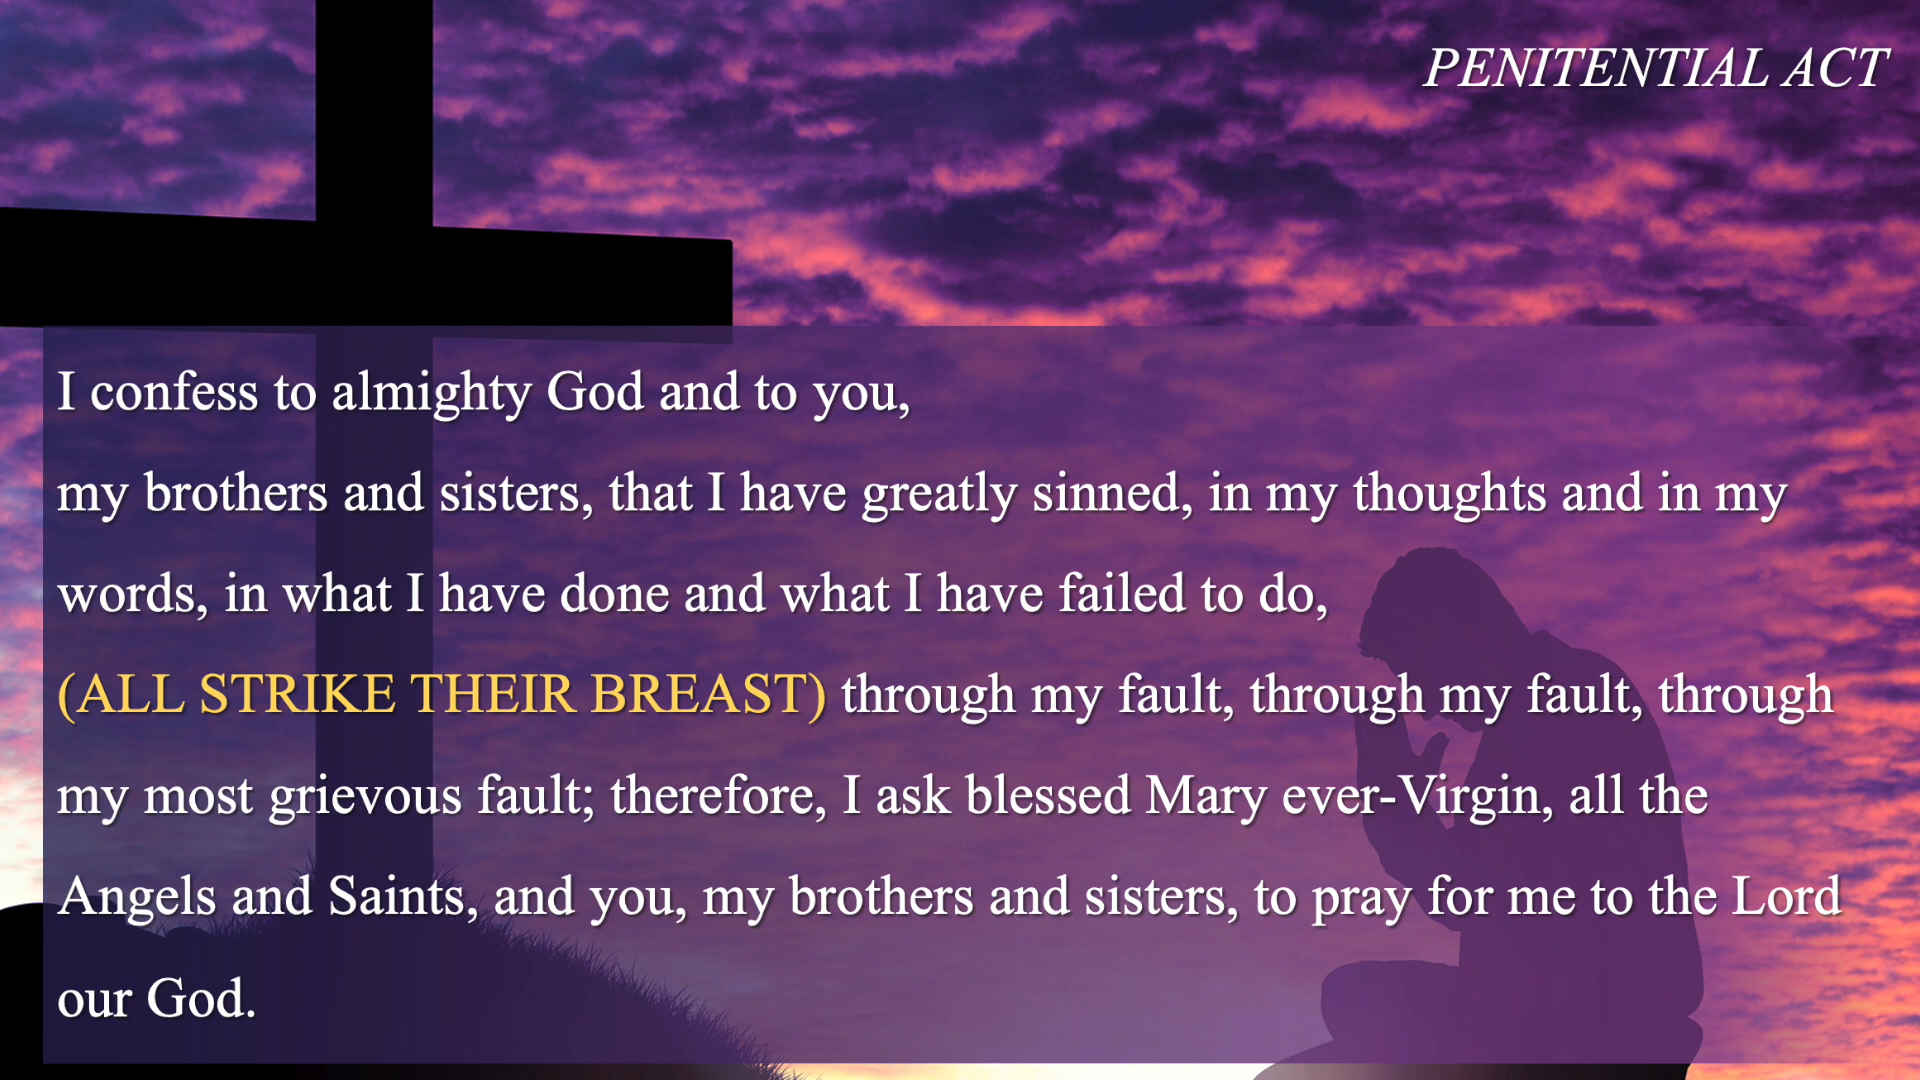 PENITENTIAL ACT
I confess to almighty God and to you,
my brothers and sisters, that I have greatly sinned, in my thoughts and in my
words, in what I have done and what I have failed to do,
(ALL STRIKE THEIR BREAST) through my fault, through my fault, through
my most grievous fault; therefore, I ask blessed Mary ever-Virgin, all the
Angels and Saints, and you, my brothers and sisters, to pray for me to the Lord
our God.